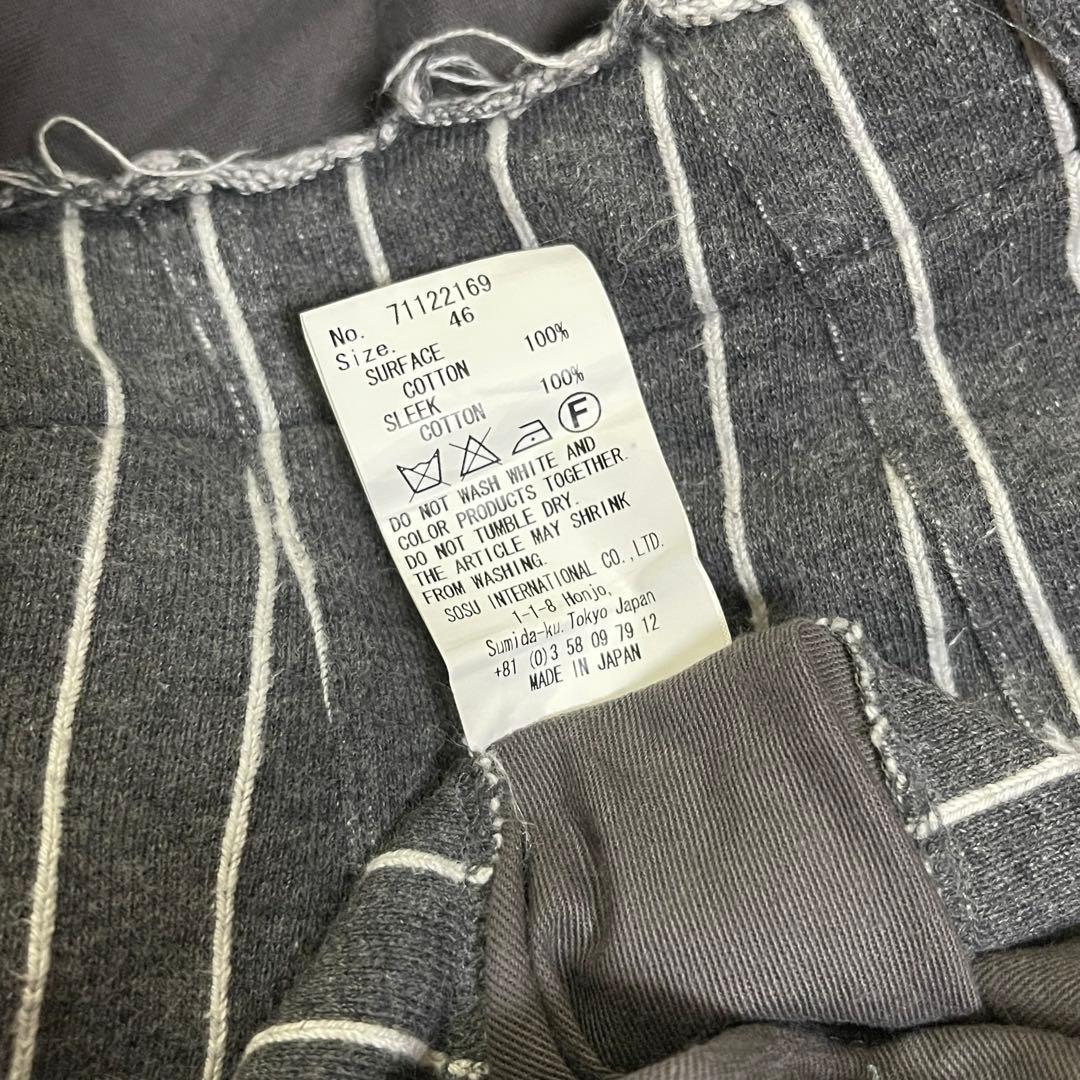 No. 71122169
Size. 46
SURFACE
COTTON 100%
SLEEK
COTTON 100%
F
DO NOT WASH WHITE AND
COLOR PRODUCTS TOGETHER.
DO NOT TUMBLE DRY.
THE ARTICLE MAY SHRINK
FROM WASHING.
SOSU INTERNATIONAL CO.,LTD.
1-1-8 Honjo,
Sumida-ku, Tokyo Japan
+81 (0)3 58 09 79 12
MADE IN JAPAN